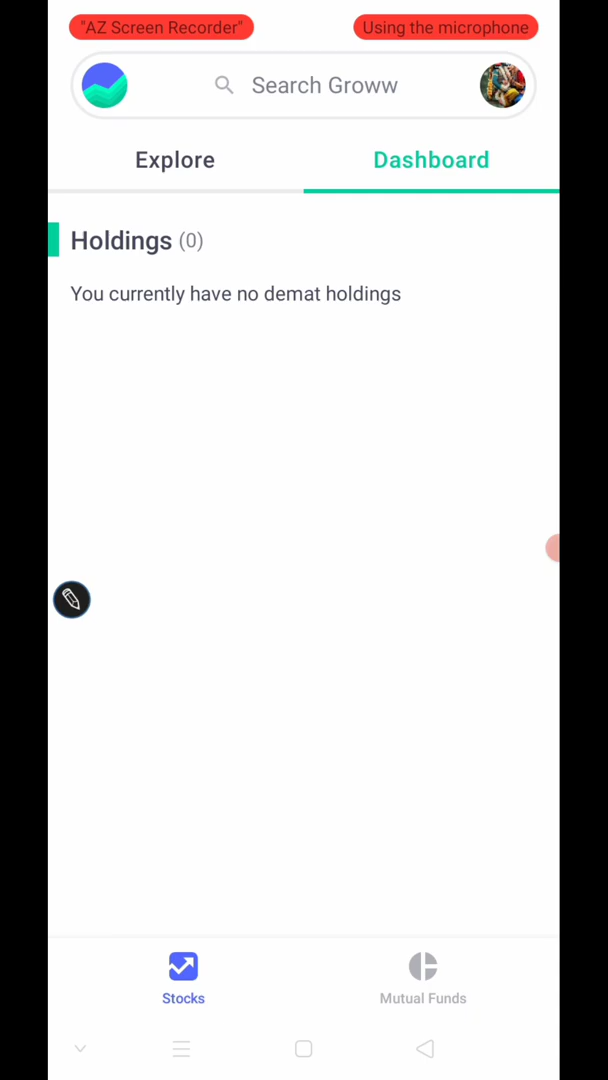 "AZ Screen Recorder"
Using the microphone
Search Groww
Explore
Dashboard
Holdings (0)
You currently have no demat holdings
Stocks
Mutual Funds